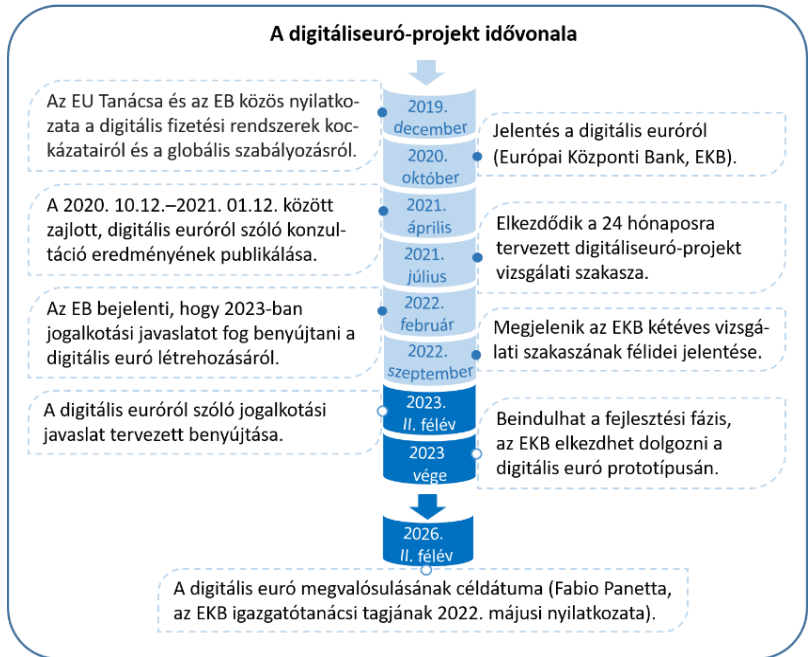 A digitáliseuró-projekt idővonala
2019.
december
Az EU Tanácsa és az EB közös nyilatko-
zata a digitális fizetési rendszerek koc-
kázatairól és a globális szabályozásról.
2020.
október
Jelentés a digitális euróról
(Európai Központi Bank, EKB).
2021.
április
A 2020. 10.12.–2021. 01.12. között
zajlott, digitális euróról szóló konzul-
táció eredményének publikálása.
2021.
július
Elkezdődik a 24 hónaposra
tervezett digitáliseuró-projekt
vizsgálati szakasza.
2022.
február
Az EB bejelenti, hogy 2023-ban
jogalkotási javaslatot fog benyújtani a
digitális euró létrehozásáról.
2022.
szeptember
Megjelenik az EKB kétéves vizsgá-
lati szakaszának félidei jelentése.
2023.
II. félév
A digitális euróról szóló jogalkotási
javaslat tervezett benyújtása.
2023
vége
Beindulhat a fejlesztési fázis,
az EKB elkezdhet dolgozni a
digitális euró prototípusán.
2026.
II. félév
A digitális euró megvalósulásának céldátuma (Fabio Panetta,
az EKB igazgatótanácsi tagjának 2022. májusi nyilatkozata).